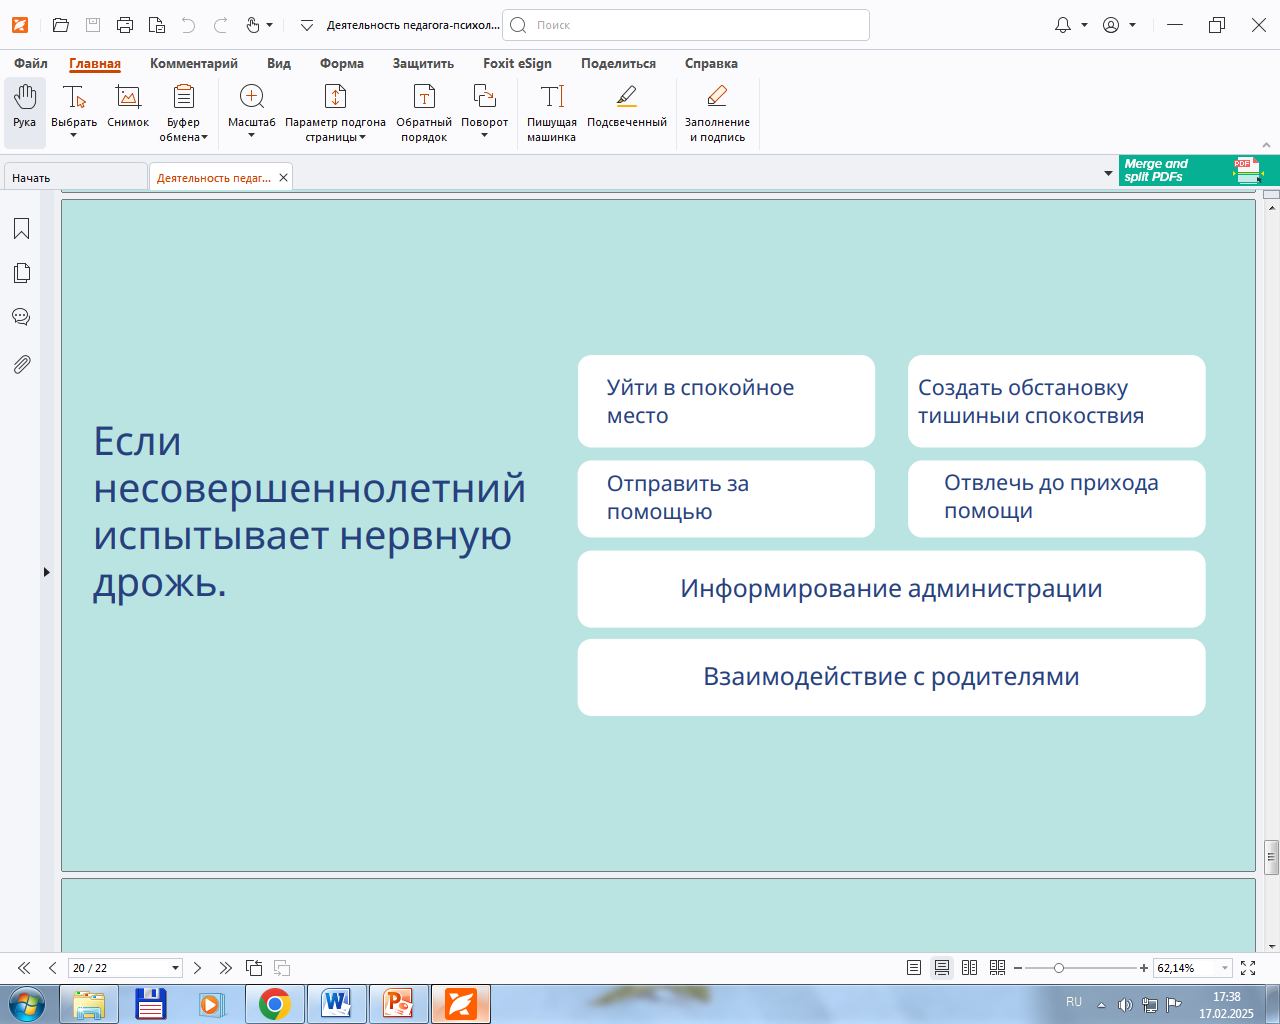 Деятельность педагога-психол...
Поиск
Файл
Главная
Комментарий
Вид
Форма
Защитить
Foxit eSign
Поделиться
Справка
Рука
Выбрать
Снимок
Буфер
обмена
Масштаб
Параметр подгона
страницы
Обратный
порядок
Поворот
Пишущая
машинка
Подсвеченный
Заполнение
и подпись
Начать
Деятельность педаг...
Merge and
split PDFs
PDF
Если
несовершеннолетний
испытывает нервную
дрожь.
Уйти в спокойное
место
Создать обстановку
тишиныи спокоствия
Отправить за
помощью
Отвлечь до прихода
помощи
Информирование администрации
Взаимодействие с родителями
20 / 22
62,14%
RU
17:38
17.02.2025